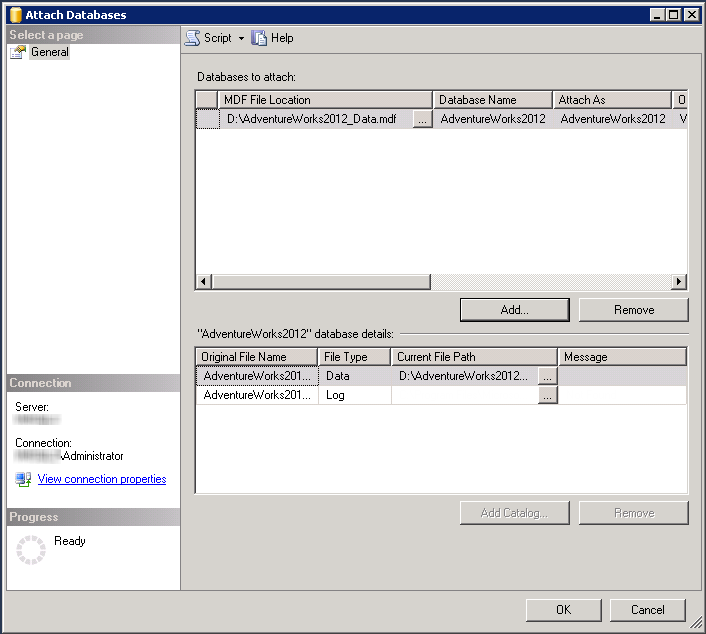 Attach Databases
Select a page
General
Script Help
Databases to attach:
MDF File Location Database Name Attach As O
D:\AdventureWorks2012_Data.mdf ... AdventureWorks2012 AdventureWorks2012 V
Add... Remove
"AdventureWorks2012" database details:
Original File Name File Type Current File Path Message
AdventureWorks201... Data D:\AdventureWorks2012... ...
AdventureWorks201... Log ...
Add Catalog... Remove
Connection
Server:
Connection:
\Administrator
View connection properties
Progress
Ready
OK Cancel